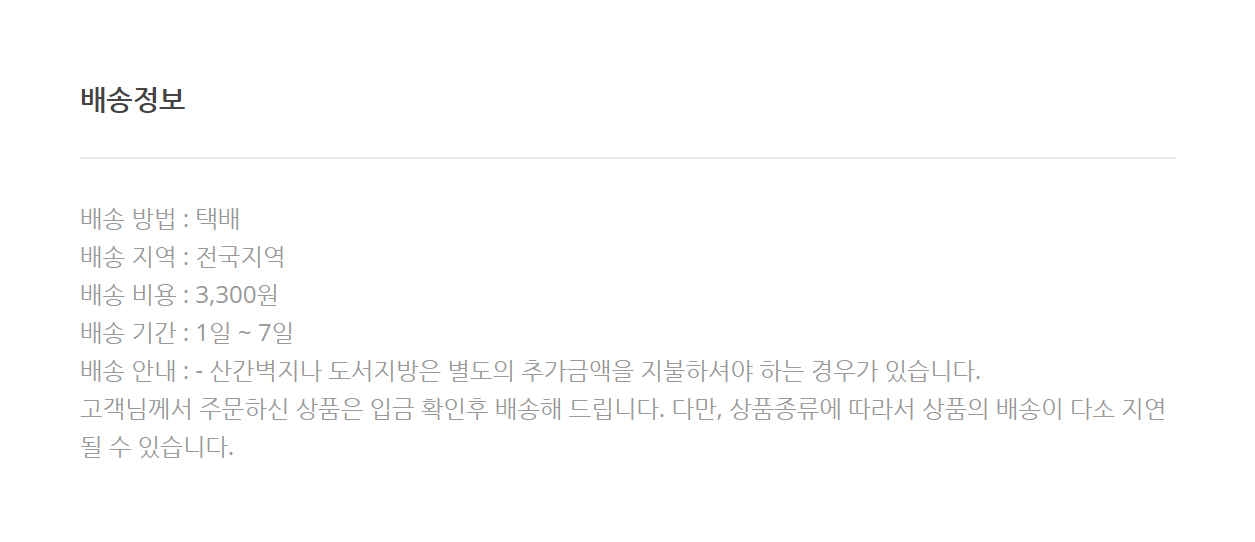 배송정보
배송 방법 : 택배
배송 지역 : 전국지역
배송 비용 : 3,300원
배송 기간 : 1일 ~ 7일
배송 안내 : - 산간벽지나 도서지방은 별도의 추가금액을 지불하셔야 하는 경우가 있습니다.
고객님께서 주문하신 상품은 입금 확인후 배송해 드립니다. 다만, 상품종류에 따라서 상품의 배송이 다소 지연
될 수 있습니다.